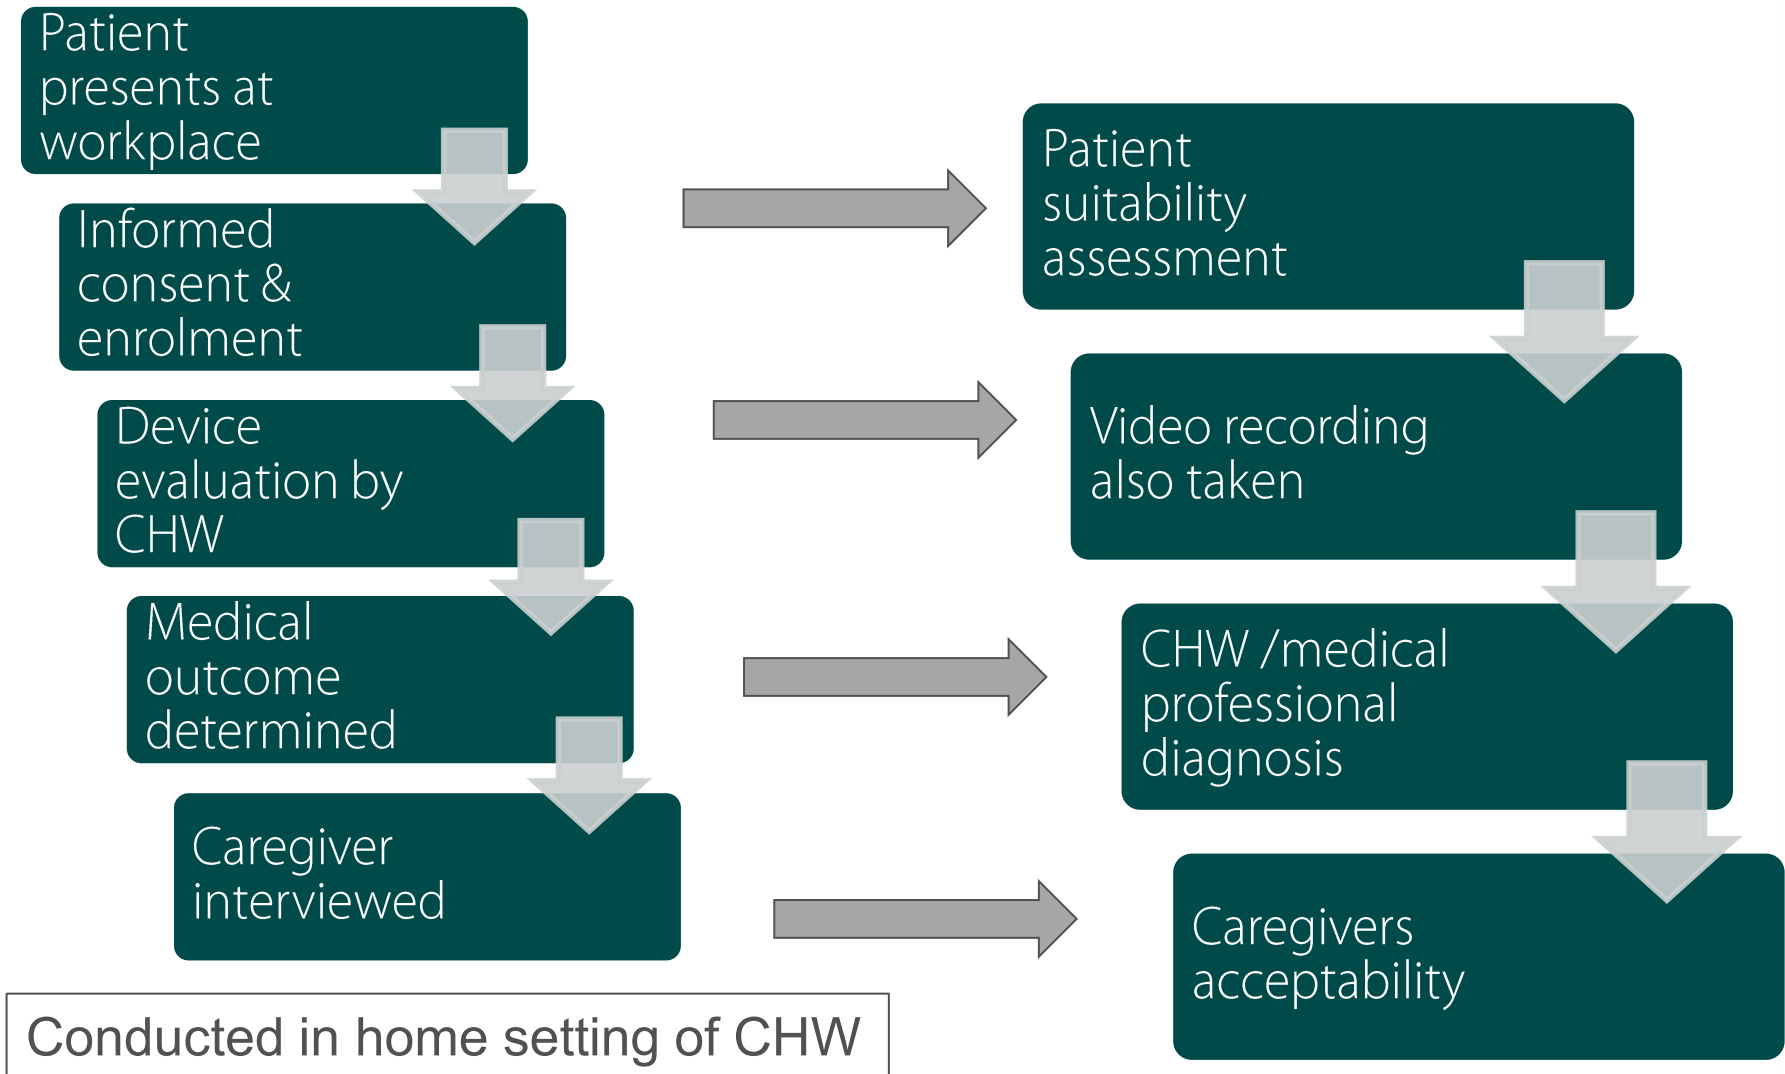 Patient
presents at
workplace
Informed
consent &
enrolment
Device
evaluation by
CHW
Medical
outcome
determined
Caregiver
interviewed
Conducted in home setting of CHW
Patient
suitability
assessment
Video recording
also taken
CHW /medical
professional
diagnosis
Caregivers
acceptability